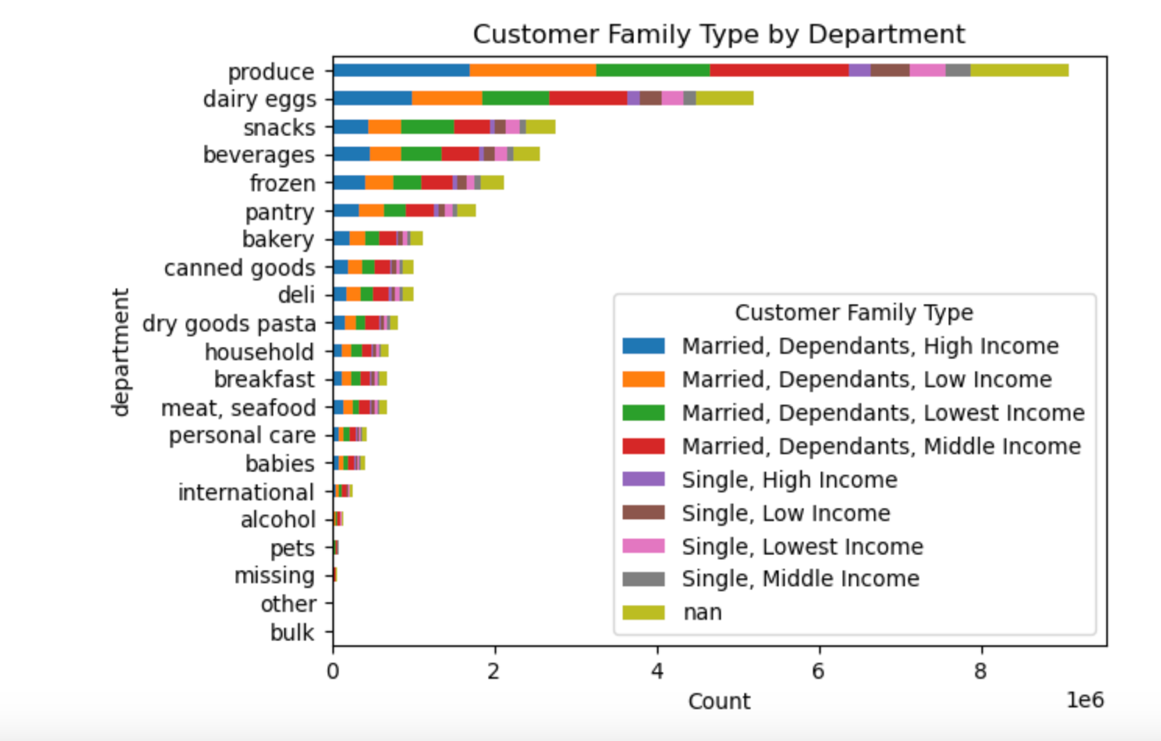 Customer Family Type by Department
department
produce
dairy eggs
snacks
beverages
frozen
pantry
bakery
canned goods
deli
dry goods pasta
household
breakfast
meat, seafood
personal care
babies
international
alcohol
pets
missing
other
bulk
Customer Family Type
Married, Dependants, High Income
Married, Dependants, Low Income
Married, Dependants, Lowest Income
Married, Dependants, Middle Income
Single, High Income
Single, Low Income
Single, Lowest Income
Single, Middle Income
nan
0 2 4 6 8
Count
1e6